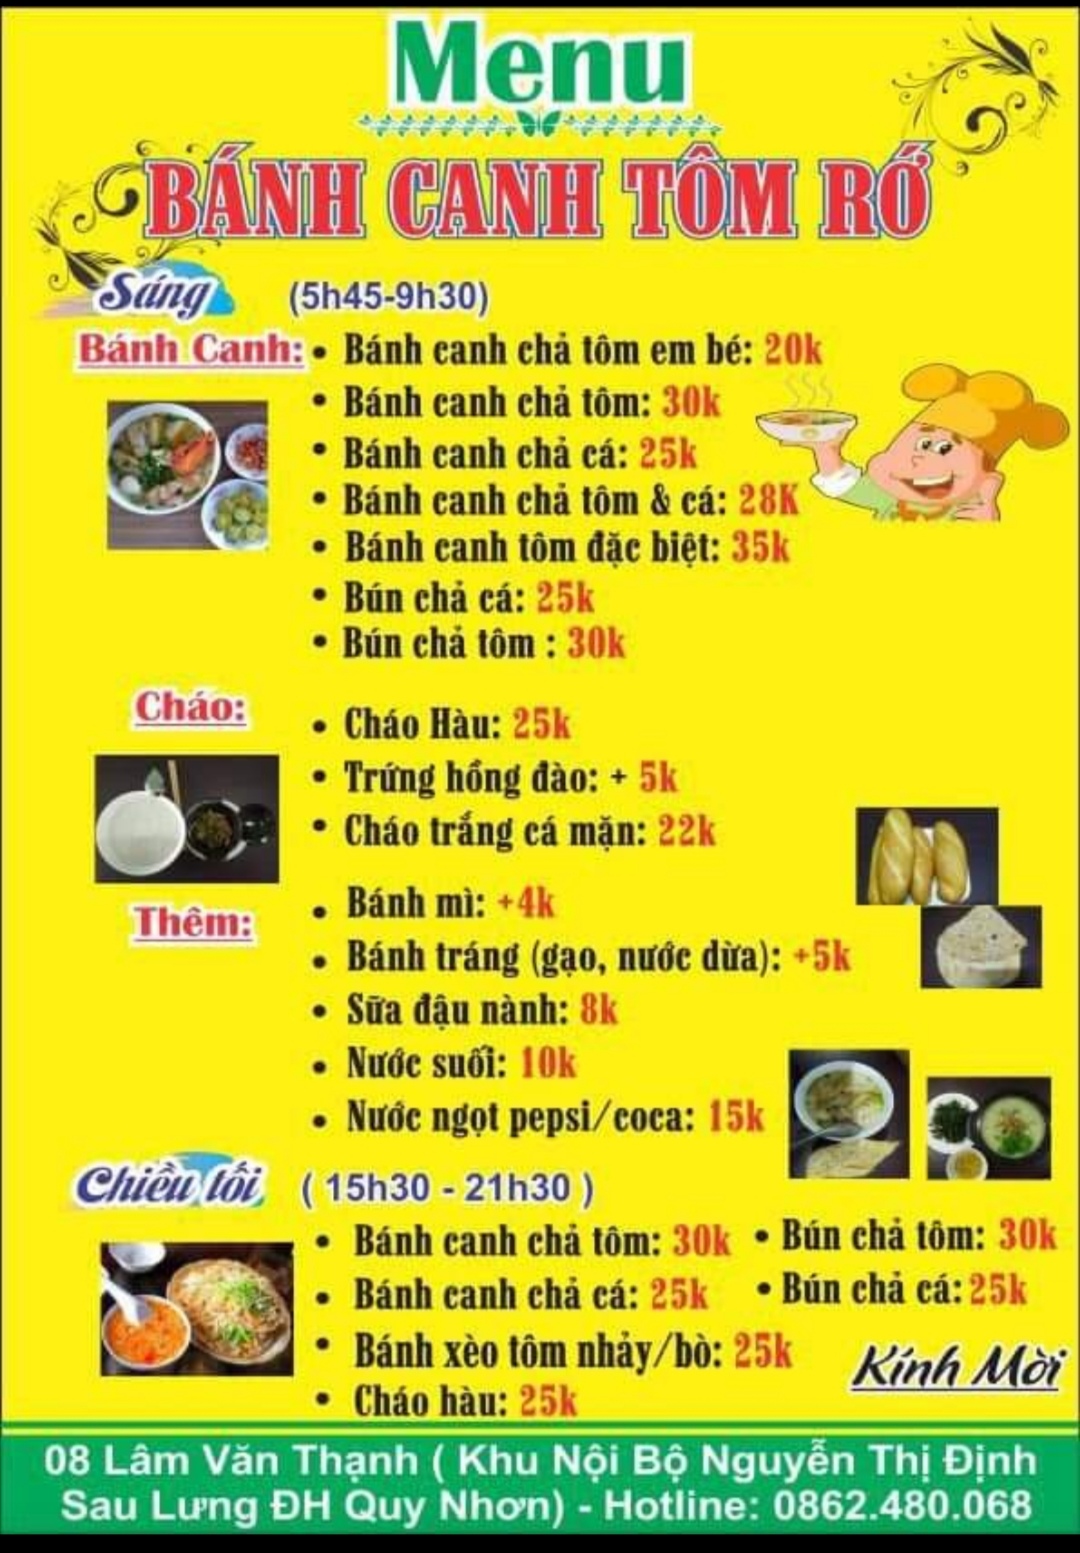 Menu
BÁNH CANH TÔM RỚ
Sáng (5h45-9h30)
Bánh Canh:
• Bánh canh chả tôm em bé: 20k
• Bánh canh chả tôm: 30k
• Bánh canh chả cá: 25k
• Bánh canh chả tôm & cá: 28K
• Bánh canh tôm đặc biệt: 35k
• Bún chả cá: 25k
• Bún chả tôm : 30k
Cháo:
• Cháo Hàu: 25k
• Trứng hồng đào: + 5k
• Cháo trắng cá mặn: 22k
Thêm:
• Bánh mì: +4k
• Bánh tráng (gạo, nước dừa): +5k
• Sữa đậu nành: 8k
• Nước suối: 10k
• Nước ngọt pepsi/coca: 15k
Chiều tối ( 15h30 - 21h30 )
• Bánh canh chả tôm: 30k
• Bánh canh chả cá: 25k
• Bánh xèo tôm nhảy/bò: 25k
• Cháo hàu: 25k
• Bún chả tôm: 30k
• Bún chả cá: 25k
Kính Mời
08 Lâm Văn Thạnh ( Khu Nội Bộ Nguyễn Thị Định
Sau Lưng ĐH Quy Nhơn) - Hotline: 0862.480.068